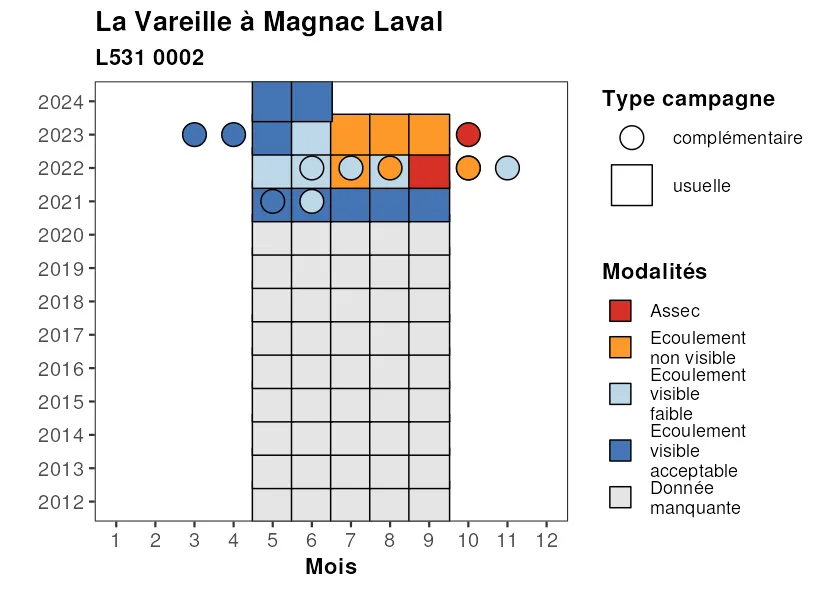 La Vareille à Magnac Laval
L531 0002
2024
2023
2022
2021
2020
2019
2018
2017
2016
2015
2014
2013
2012
1 2 3 4 5 6 7 8 9 10 11 12
Mois
Type campagne
complémentaire
usuelle
Modalités
Assec
Ecoulement
non visible
Ecoulement
visible
faible
Ecoulement
visible
acceptable
Donnée
manquante